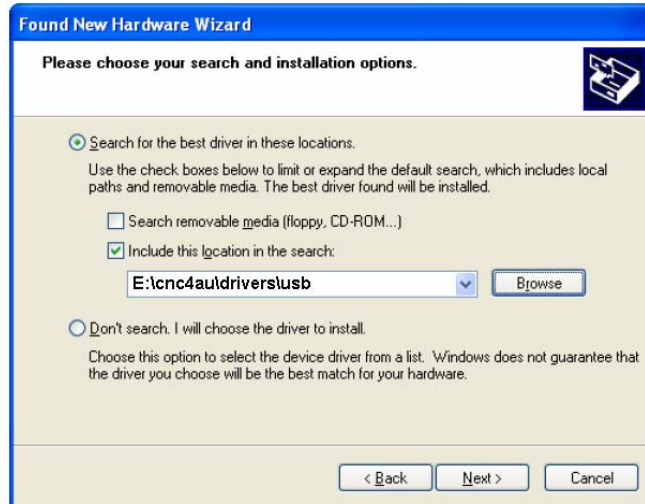 Found New Hardware Wizard
Please choose your search and installation options.
Search for the best driver in these locations.
Use the check boxes below to limit or expand the default search, which includes local
paths and removable media. The best driver found will be installed.
Search removable media (floppy, CD-ROM...)
Include this location in the search:
E:\cnc4au\drivers\usb
Browse
Don't search. I will choose the driver to install.
Choose this option to select the device driver from a list. Windows does not guarantee that
the driver you choose will be the best match for your hardware.
< Back Next > Cancel